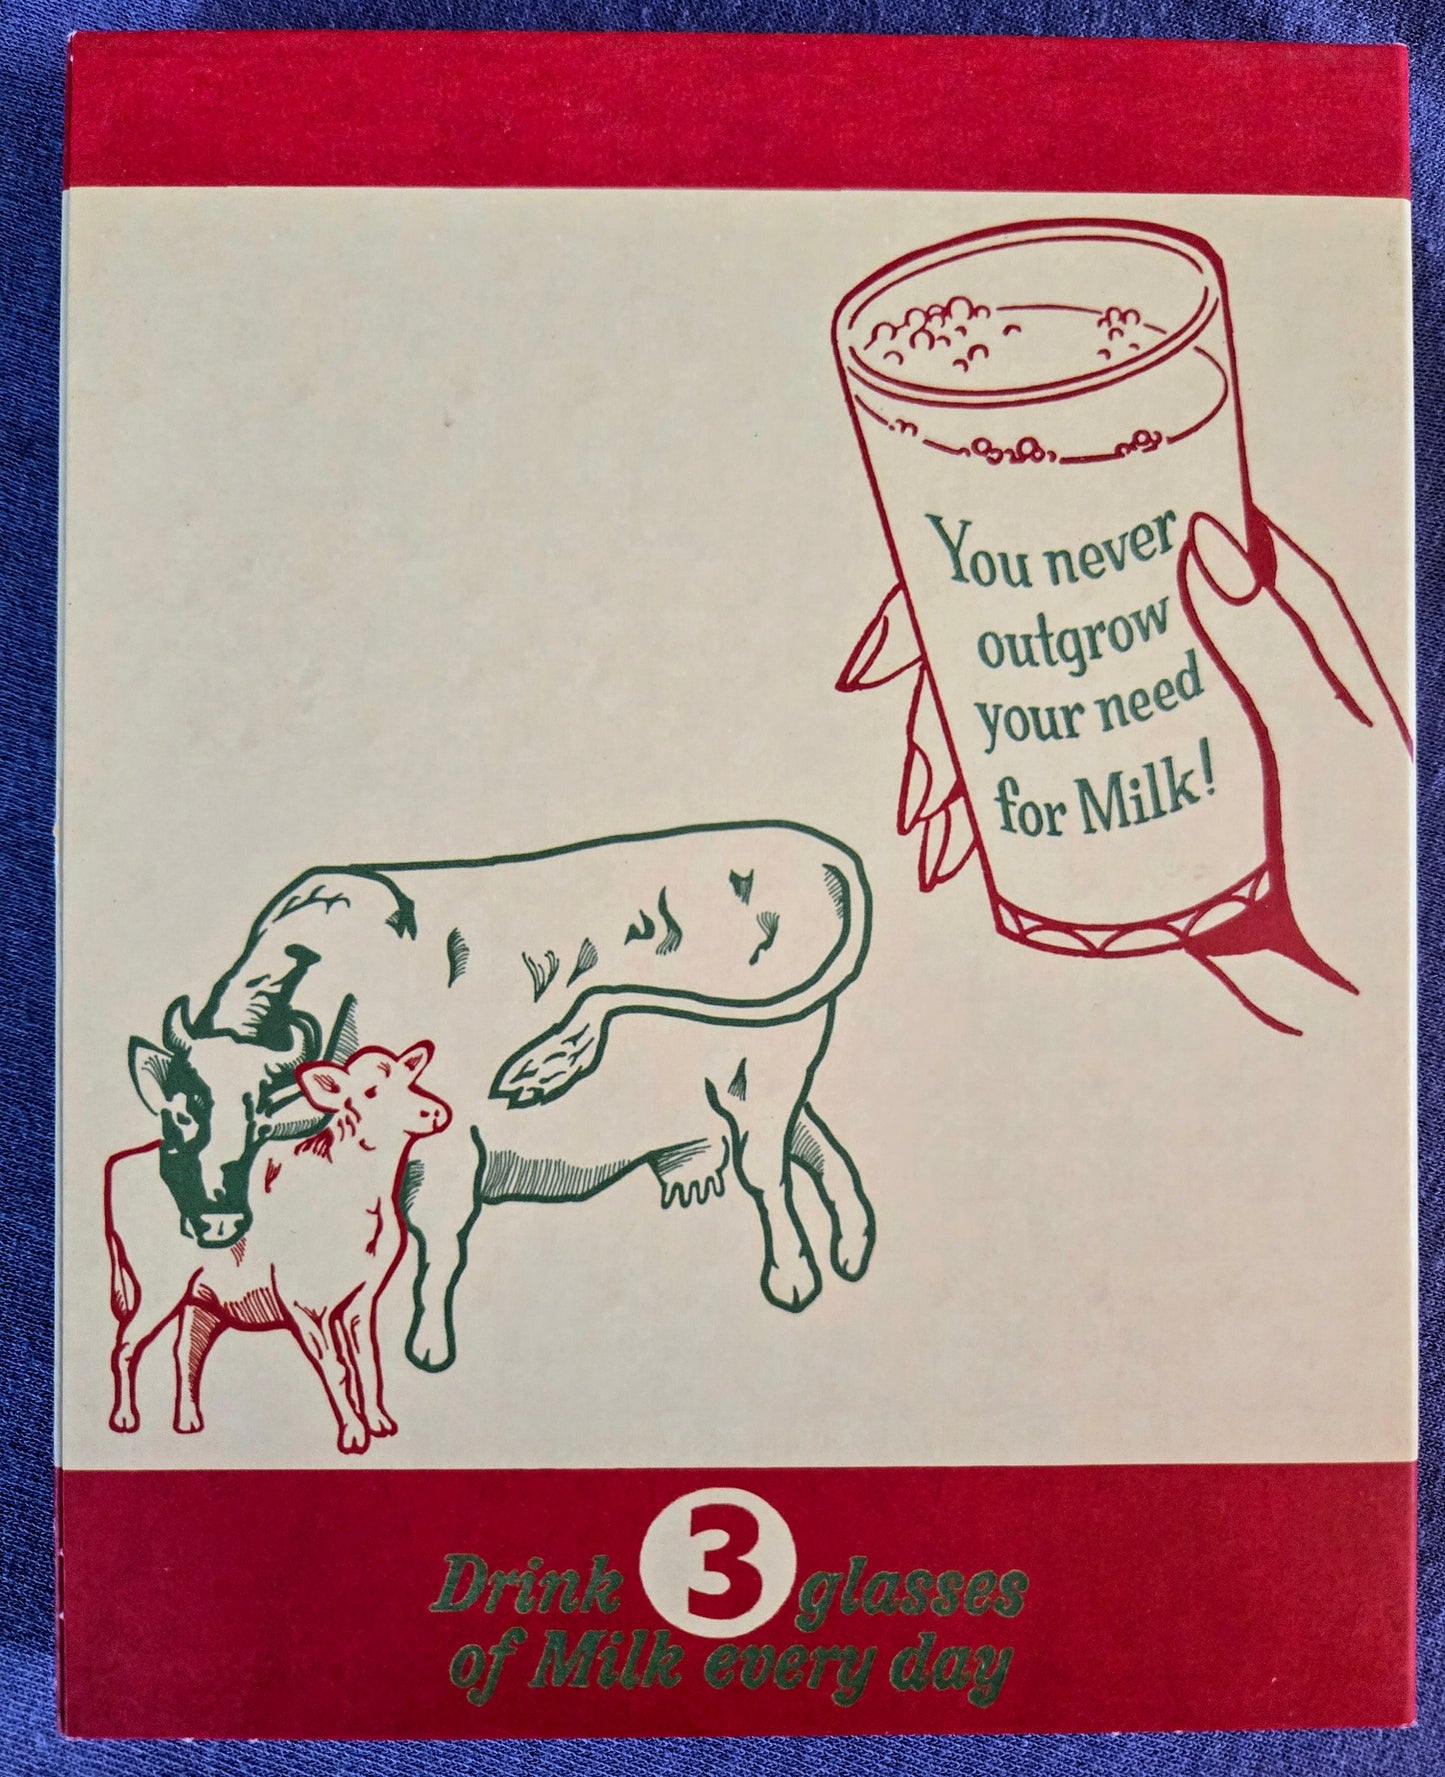 You never
outgrow
your need
for Milk!
Drink 3 glasses
of Milk every day